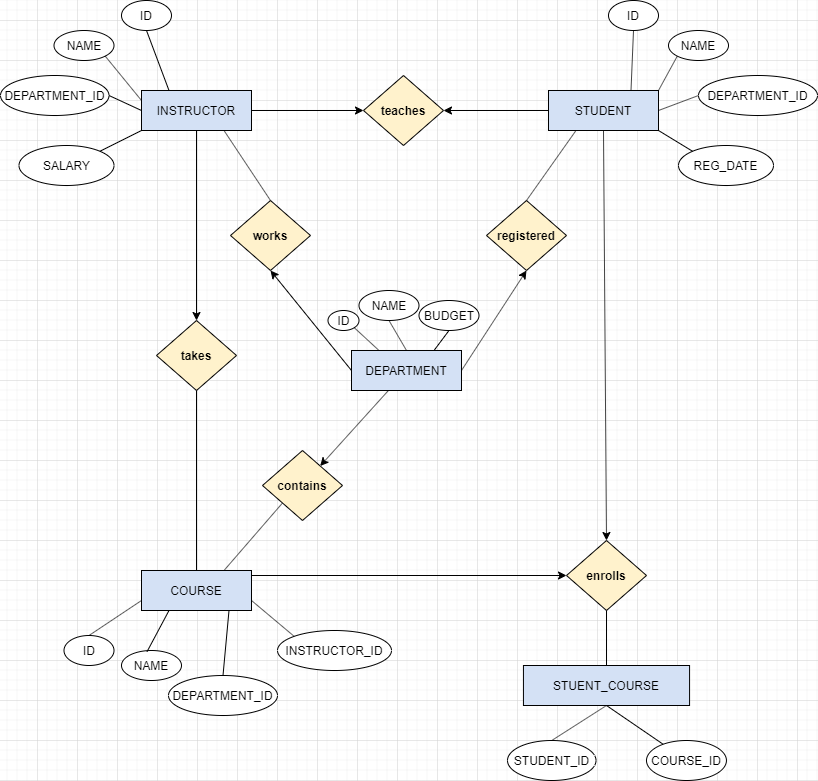 ID
ID
NAME
NAME
DEPARTMENT_ID
DEPARTMENT_ID
INSTRUCTOR
teaches
STUDENT
SALARY
REG_DATE
works
registered
NAME
ID
BUDGET
takes
DEPARTMENT
contains
COURSE
enrolls
ID
NAME
INSTRUCTOR_ID
DEPARTMENT_ID
STUENT_COURSE
STUDENT_ID
COURSE_ID